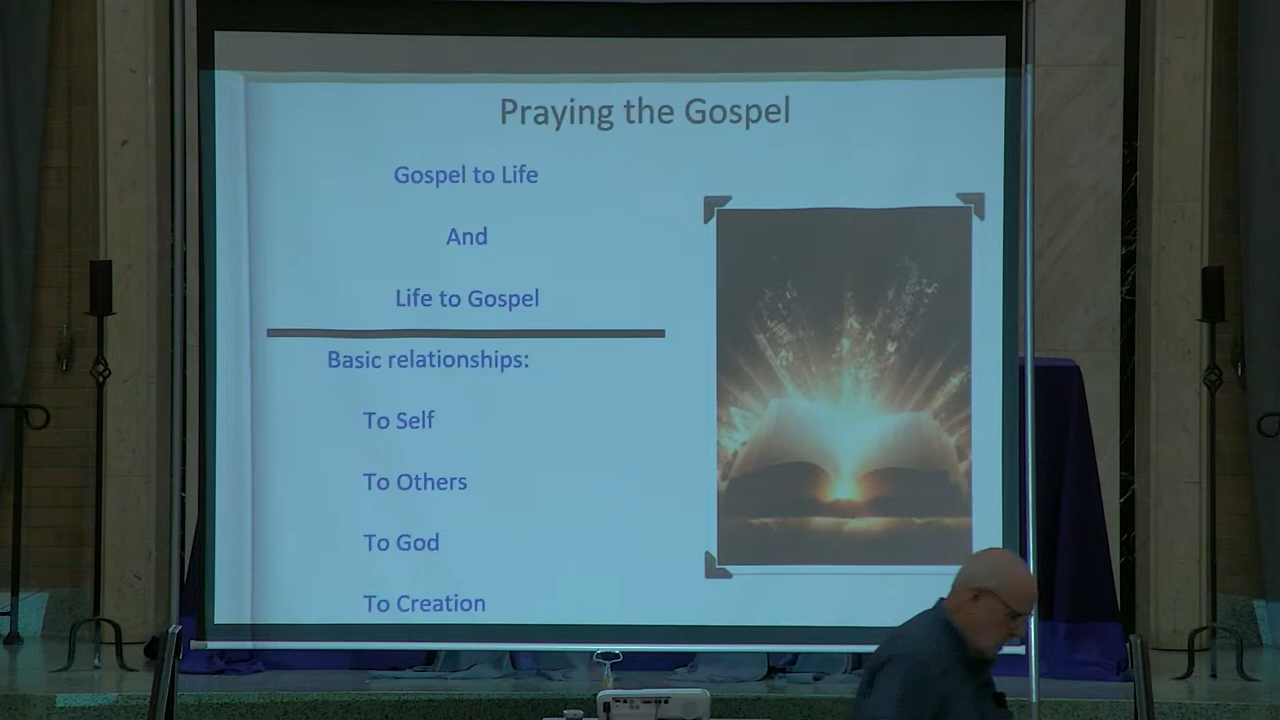 Praying the Gospel
Gospel to Life
And
Life to Gospel
Basic relationships:
To Self
To Others
To God
To Creation